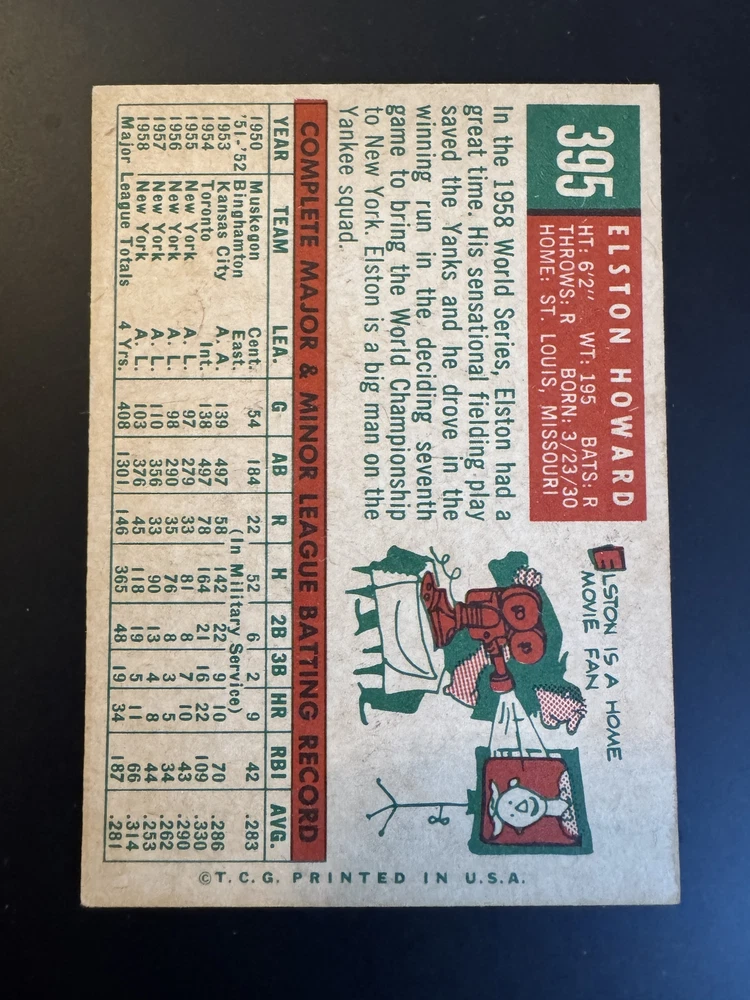 395
ELSTON HOWARD
HT: 6'2" WT: 195 BATS: R
THROWS: R BORN: 3/23/30
HOME: ST. LOUIS, MISSOURI
In the 1958 World Series, Elston had a
great time. His sensational fielding play
saved the Yanks and he drove in the
winning run in the deciding seventh
game to bring the World Championship
to New York. Elston is a big man on the
Yankee squad.
ELSTON IS A HOME
MOVIE FAN
COMPLETE MAJOR & MINOR LEAGUE BATTING RECORD
YEAR TEAM LEA. G AB R H 2B 3B HR RBI AVG.
1950 Muskegon Cent. 54 184 22 52 6 2 9 42 .283
'51-'52 Binghamton East. (In Military Service)
1953 Kansas City A. A. 139 497 58 142 22 9 10 70 .286
1954 Toronto Int. 138 497 78 164 21 16 22 109 .330
1955 New York A. L. 97 279 33 81 8 7 10 43 .290
1956 New York A. L. 98 290 35 76 8 3 5 34 .262
1957 New York A. L. 110 356 33 90 13 4 8 44 .253
1958 New York A. L. 103 376 45 118 19 5 11 66 .314
Major League Totals 4 Yrs. 408 1301 146 365 48 19 34 187 .281
©T.C.G. PRINTED IN U.S.A.